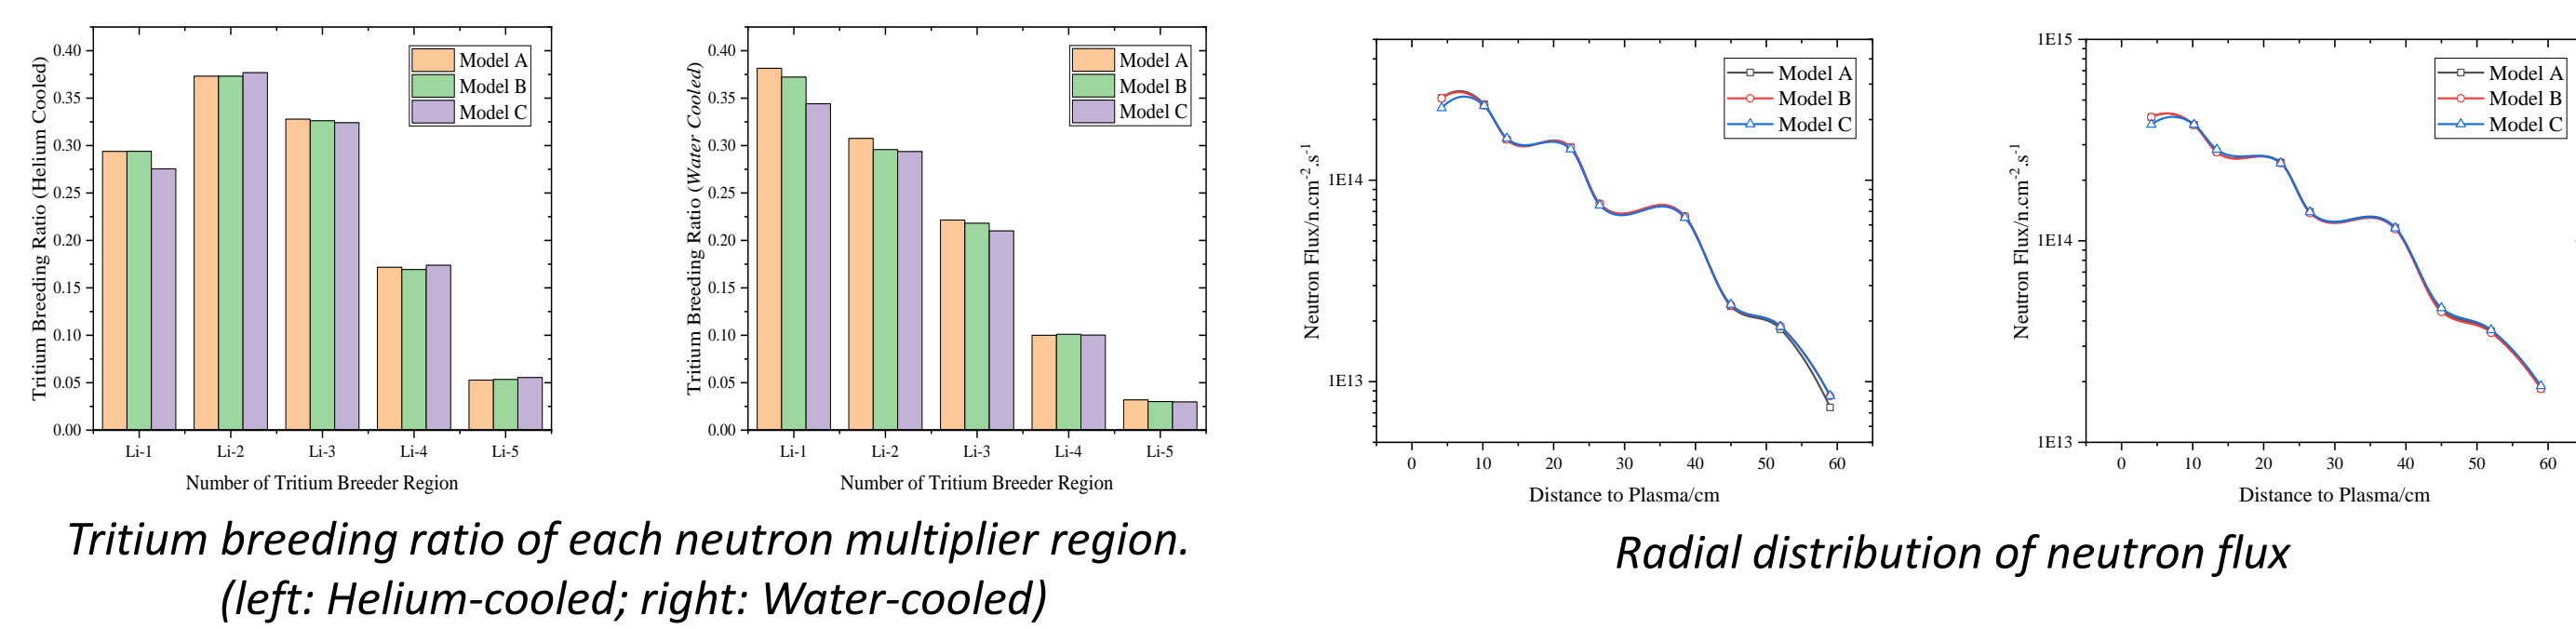 Tritium Breeding Ratio (Helium Cooled)
0.40
0.35
0.30
0.25
0.20
0.15
0.10
0.05
0.00
Model A
Model B
Model C
Li-1 Li-2 Li-3 Li-4 Li-5
Number of Tritium Breeder Region
Tritium Breeding Ratio (Water Cooled)
0.40
0.35
0.30
0.25
0.20
0.15
0.10
0.05
0.00
Model A
Model B
Model C
Li-1 Li-2 Li-3 Li-4 Li-5
Number of Tritium Breeder Region
Tritium breeding ratio of each neutron multiplier region.
(left: Helium-cooled; right: Water-cooled)
Neutron Flux/n.cm⁻².s⁻¹
1E14
1E13
Model A
Model B
Model C
0 10 20 30 40 50 60
Distance to Plasma/cm
Neutron Flux/n.cm⁻².s⁻¹
1E15
1E14
1E13
Model A
Model B
Model C
0 10 20 30 40 50 60
Distance to Plasma/cm
Radial distribution of neutron flux